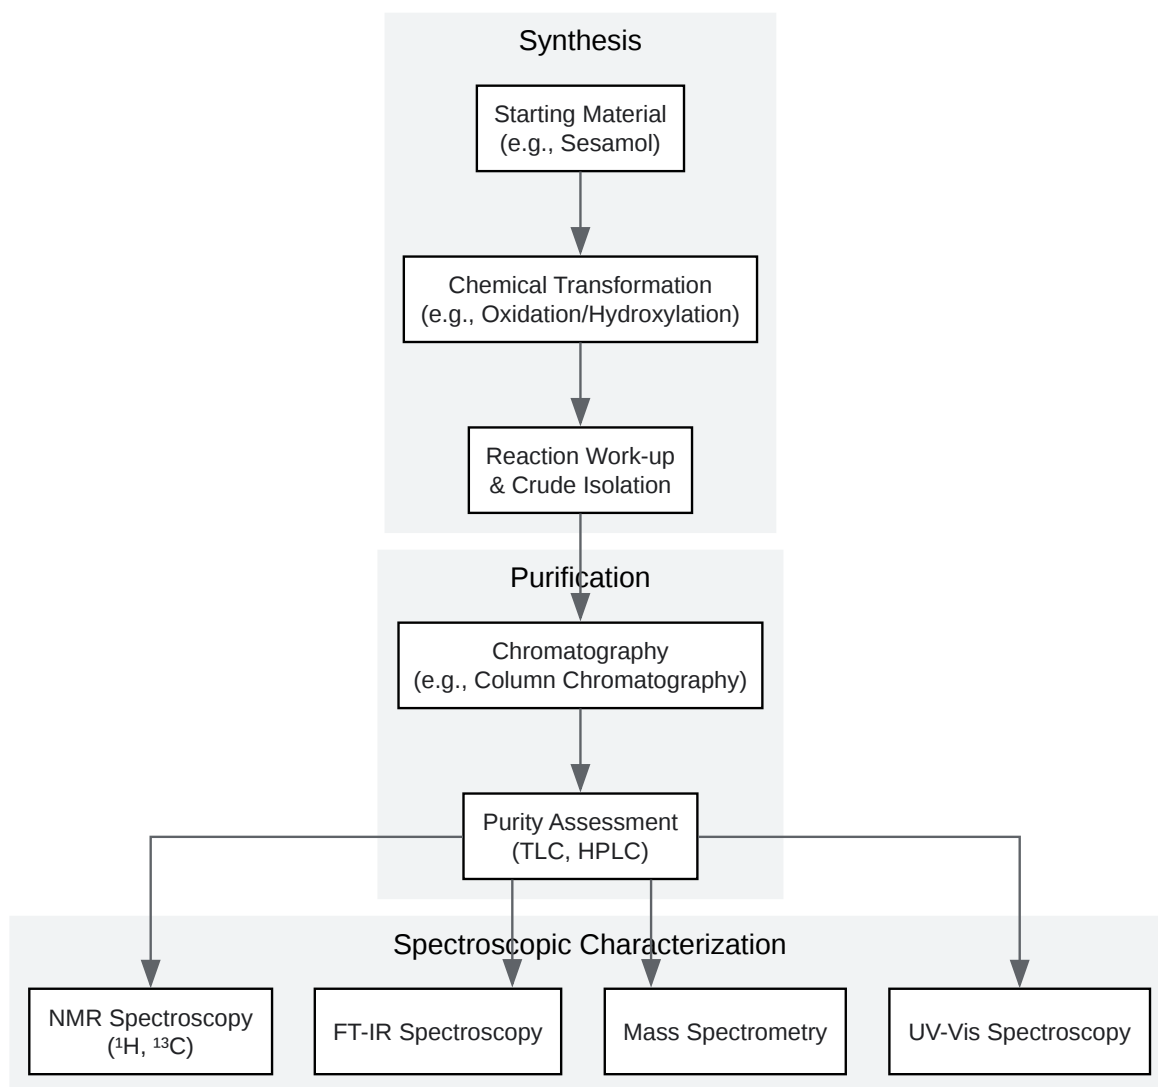 Synthesis
Starting Material
(e.g., Sesamol)
Chemical Transformation
(e.g., Oxidation/Hydroxylation)
Reaction Work-up
& Crude Isolation
Purification
Chromatography
(e.g., Column Chromatography)
Purity Assessment
(TLC, HPLC)
Spectroscopic Characterization
NMR Spectroscopy
(¹H, ¹³C)
FT-IR Spectroscopy
Mass Spectrometry
UV-Vis Spectroscopy